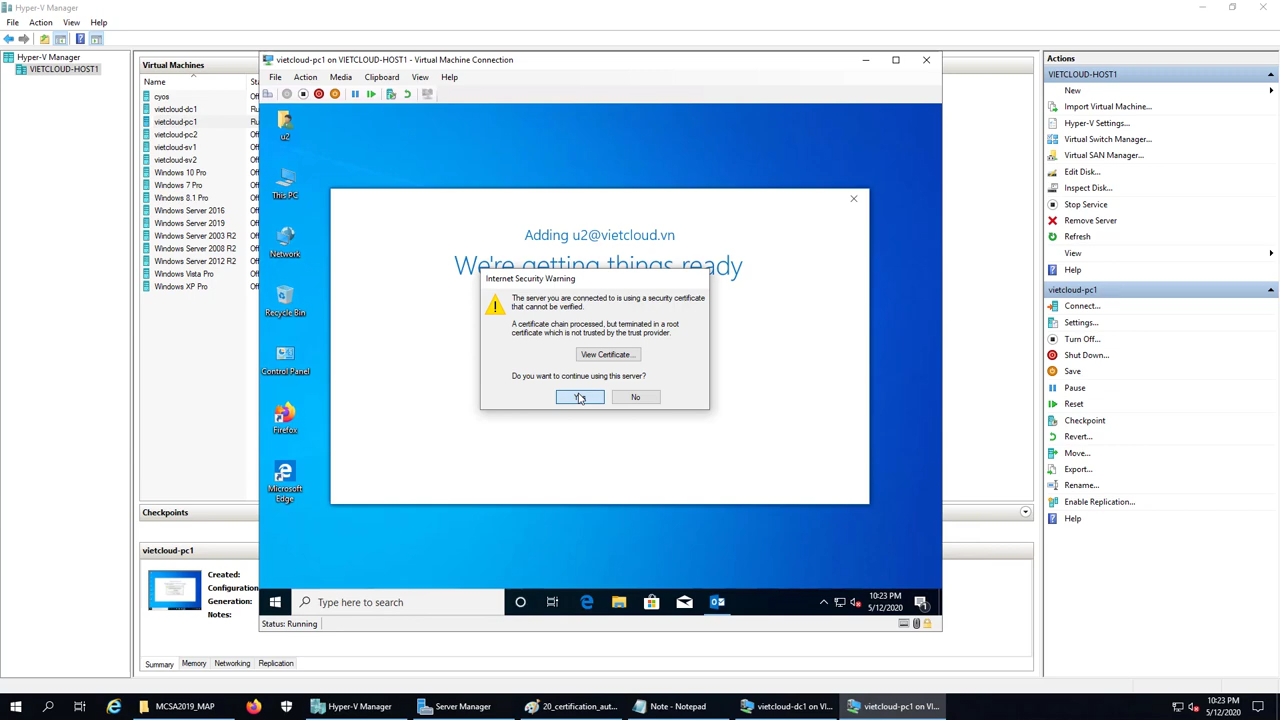 Hyper-V Manager
File Action View Help
Hyper-V Manager
VIETCLOUD-HOST1
Virtual Machines
Name
cyos
vietcloud-dc1
vietcloud-pc1
vietcloud-pc2
vietcloud-sv1
vietcloud-sv2
Windows 10 Pro
Windows 7 Pro
Windows 8.1 Pro
Windows Server 2016
Windows Server 2019
Windows Server 2003 R2
Windows Server 2008 R2
Windows Server 2012 R2
Windows Vista Pro
Windows XP Pro
Checkpoints
vietcloud-pc1
Created:
Configuration
Generation:
Notes:
Summary Memory Networking Replication
vietcloud-pc1 on VIETCLOUD-HOST1 - Virtual Machine Connection
File Action Media Clipboard View Help
u2
This PC
Network
Recycle Bin
Control Panel
Firefox
Microsoft
Edge
Adding u2@vietcloud.vn
We're getting things ready
Internet Security Warning
The server you are connected to is using a security certificate
that cannot be verified.
A certificate chain processed, but terminated in a root
certificate which is not trusted by the trust provider.
View Certificate...
Do you want to continue using this server?
No
Type here to search
10:23 PM
5/12/2020
1
Status: Running
Actions
VIETCLOUD-HOST1
New
Import Virtual Machine...
Hyper-V Settings...
Virtual Switch Manager...
Virtual SAN Manager...
Edit Disk...
Inspect Disk...
Stop Service
Remove Server
Refresh
View
Help
vietcloud-pc1
Connect...
Settings...
Turn Off...
Shut Down...
Save
Pause
Reset
Checkpoint
Revert...
Move...
Export...
Rename...
Enable Replication...
Help
MCSA2019_MAP
Hyper-V Manager
Server Manager
20_certification_aut...
Note - Notepad
vietcloud-dc1 on VI...
vietcloud-pc1 on VI...
10:23 PM
5/12/2020